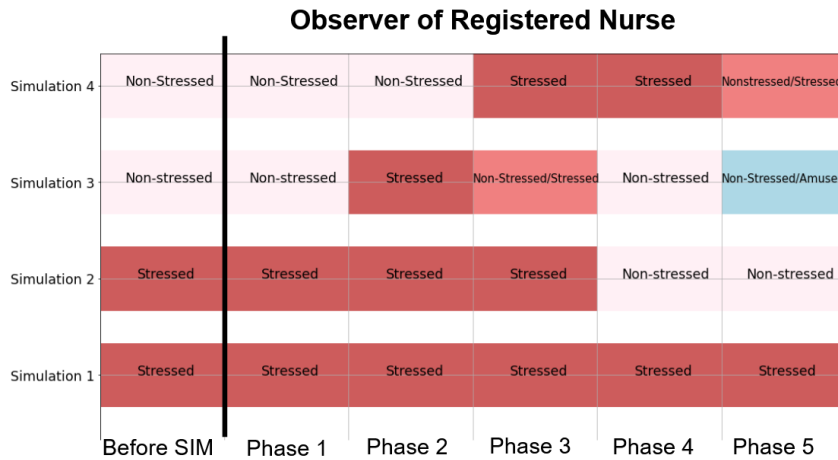 Observer of Registered Nurse
Simulation 4
Non-Stressed
Non-Stressed
Non-Stressed
Stressed
Stressed
Nonstressed/Stressed
Simulation 3
Non-stressed
Non-stressed
Stressed
Non-Stressed/Stressed
Non-stressed
Non-Stressed/Amuse
Simulation 2
Stressed
Stressed
Stressed
Stressed
Non-stressed
Non-stressed
Simulation 1
Stressed
Stressed
Stressed
Stressed
Stressed
Stressed
Before SIM
Phase 1
Phase 2
Phase 3
Phase 4
Phase 5